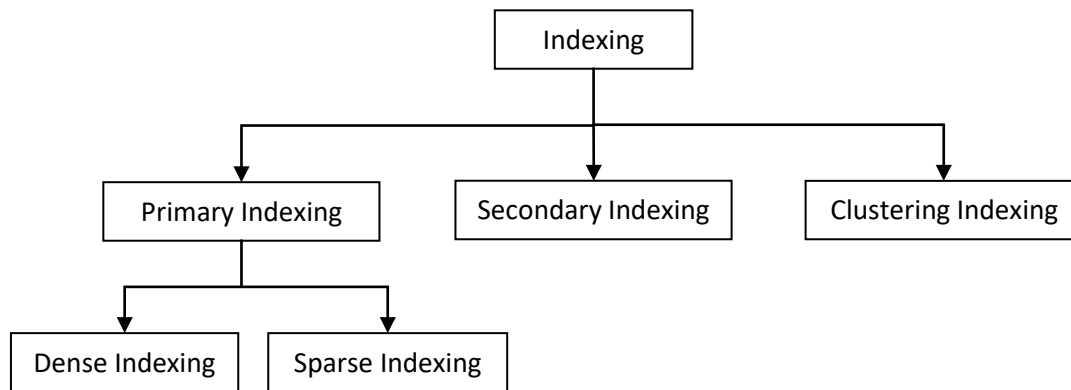 Indexing
Primary Indexing
Secondary Indexing
Clustering Indexing
Dense Indexing
Sparse Indexing